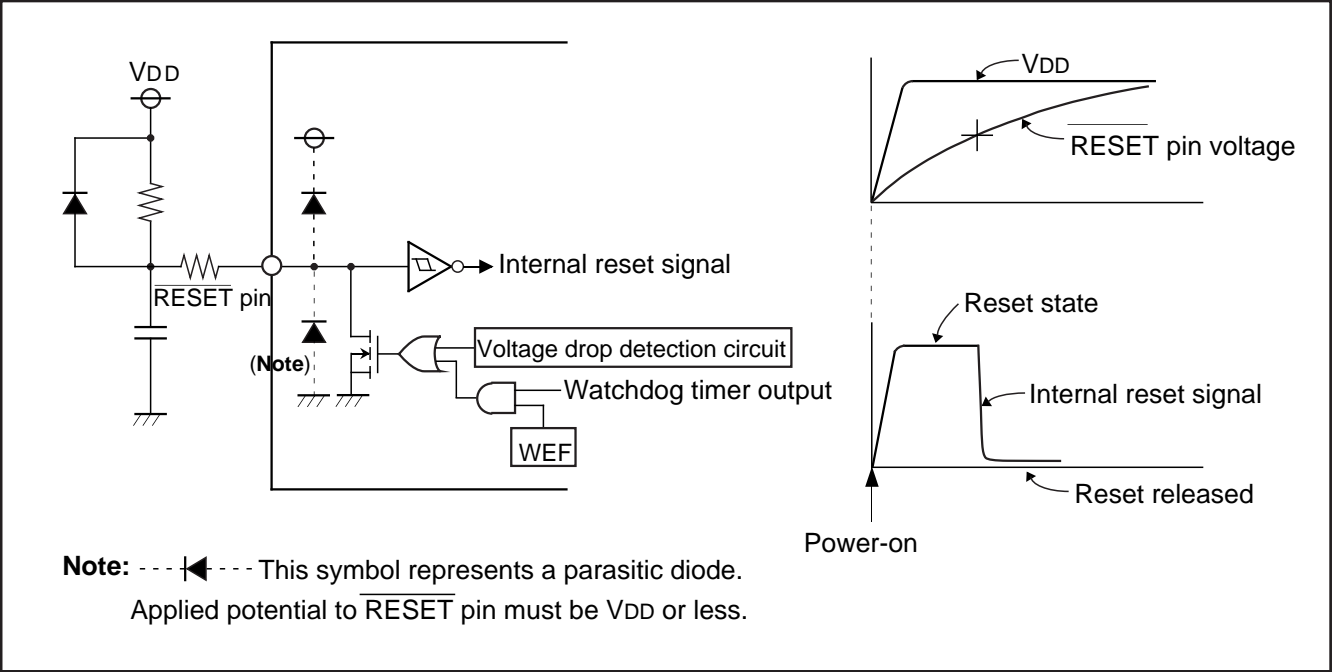 VDD
RESET pin
(Note)
Internal reset signal
Voltage drop detection circuit
Watchdog timer output
WEF
VDD
RESET pin voltage
Reset state
Internal reset signal
Reset released
Power-on
Note: This symbol represents a parasitic diode.
Applied potential to RESET pin must be VDD or less.